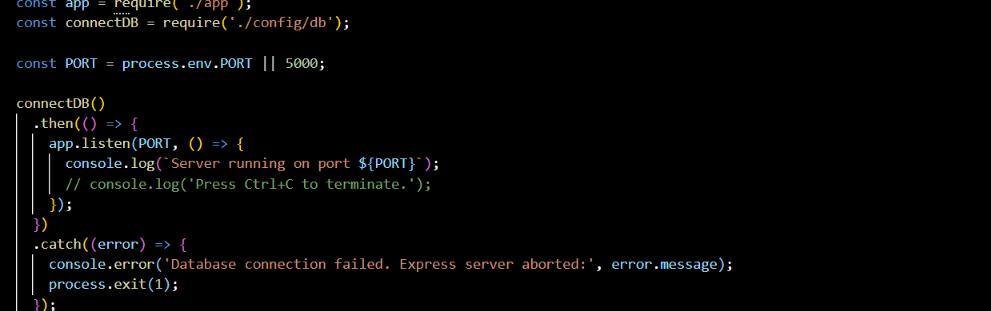 const app = require('./app');
const connectDB = require('./config/db');
const PORT = process.env.PORT || 5000;
connectDB()
.then(() => {
app.listen(PORT, () => {
console.log(`Server running on port ${PORT}`);
// console.log('Press Ctrl+C to terminate.');
});
})
.catch((error) => {
console.error('Database connection failed. Express server aborted:', error.message);
process.exit(1);
});